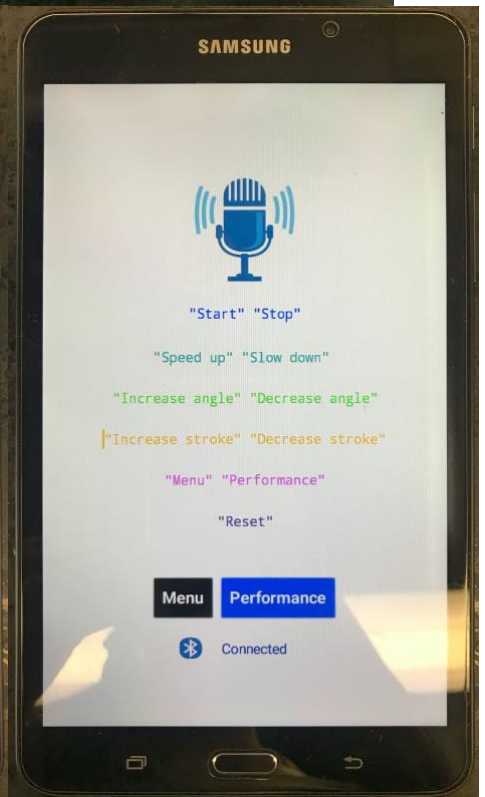 SAMSUNG
"Start" "Stop"
"Speed up" "Slow down"
"Increase angle" "Decrease angle"
"Increase stroke" "Decrease stroke"
"Menu" "Performance"
"Reset"
Menu Performance
Connected